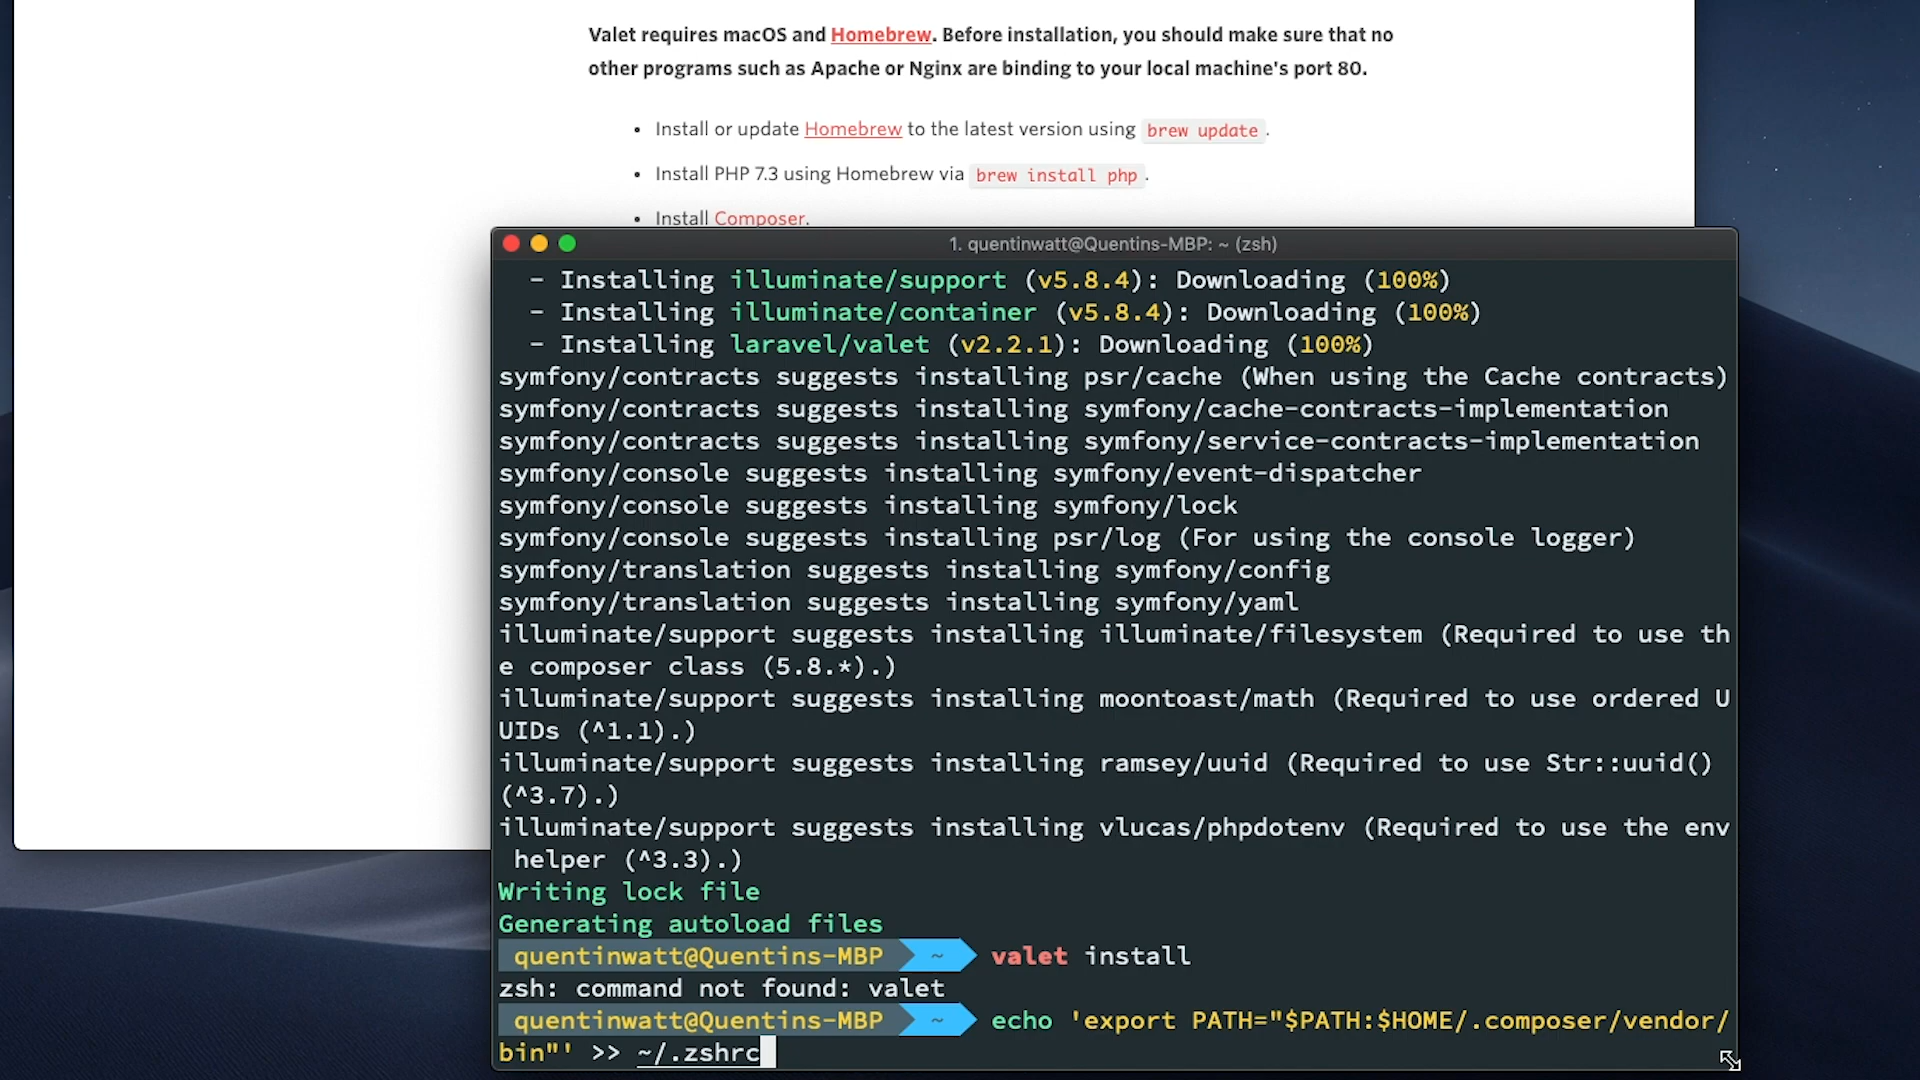 Valet requires macOS and Homebrew. Before installation, you should make sure that no
other programs such as Apache or Nginx are binding to your local machine's port 80.
• Install or update Homebrew to the latest version using brew update.
• Install PHP 7.3 using Homebrew via brew install php.
• Install Composer.
1. quentinwatt@Quentins-MBP: ~ (zsh)
- Installing illuminate/support (v5.8.4): Downloading (100%)
- Installing illuminate/container (v5.8.4): Downloading (100%)
- Installing laravel/valet (v2.2.1): Downloading (100%)
symfony/contracts suggests installing psr/cache (When using the Cache contracts)
symfony/contracts suggests installing symfony/cache-contracts-implementation
symfony/contracts suggests installing symfony/service-contracts-implementation
symfony/console suggests installing symfony/event-dispatcher
symfony/console suggests installing symfony/lock
symfony/console suggests installing psr/log (For using the console logger)
symfony/translation suggests installing symfony/config
symfony/translation suggests installing symfony/yaml
illuminate/support suggests installing illuminate/filesystem (Required to use th
e composer class (5.8.*).)
illuminate/support suggests installing moontoast/math (Required to use ordered U
UIDs (^1.1).)
illuminate/support suggests installing ramsey/uuid (Required to use Str::uuid()
(^3.7).)
illuminate/support suggests installing vlucas/phpdotenv (Required to use the env
helper (^3.3).)
Writing lock file
Generating autoload files
quentinwatt@Quentins-MBP ~ valet install
zsh: command not found: valet
quentinwatt@Quentins-MBP ~ echo 'export PATH="$PATH:$HOME/.composer/vendor/
bin"' >> ~/.zshrc